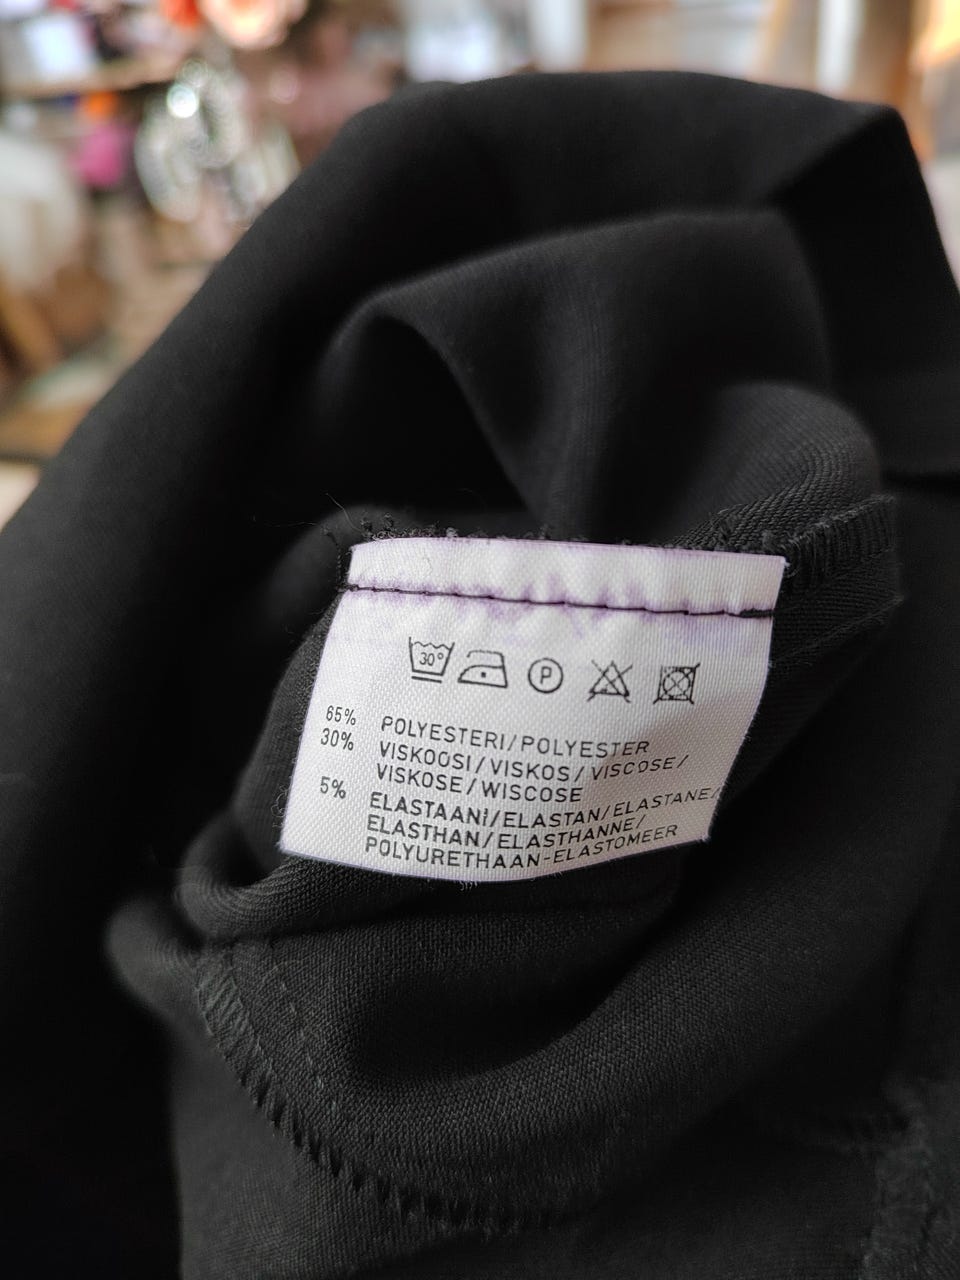 30°
P
65% POLYESTERI/POLYESTER
30% VISKOOSI/VISKOS/VISCOSE/
VISKOSE/WISCOSE
5% ELASTAANI/ELASTAN/ELASTANE/
ELASTHAN/ELASTHANNE/
POLYURETHAAN-ELASTOMEER